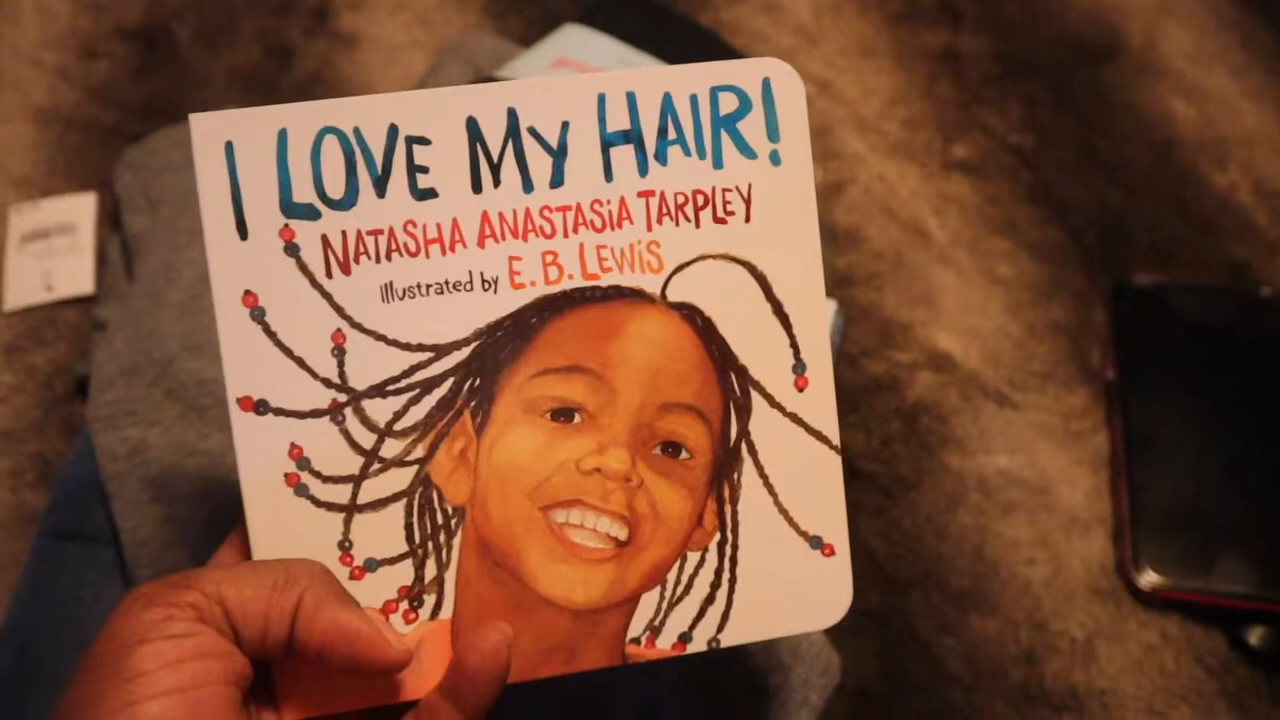 I LOVE MY HAIR!
NATASHA ANASTASiA TARPLEY
Illustrated by E. B. LEWiS